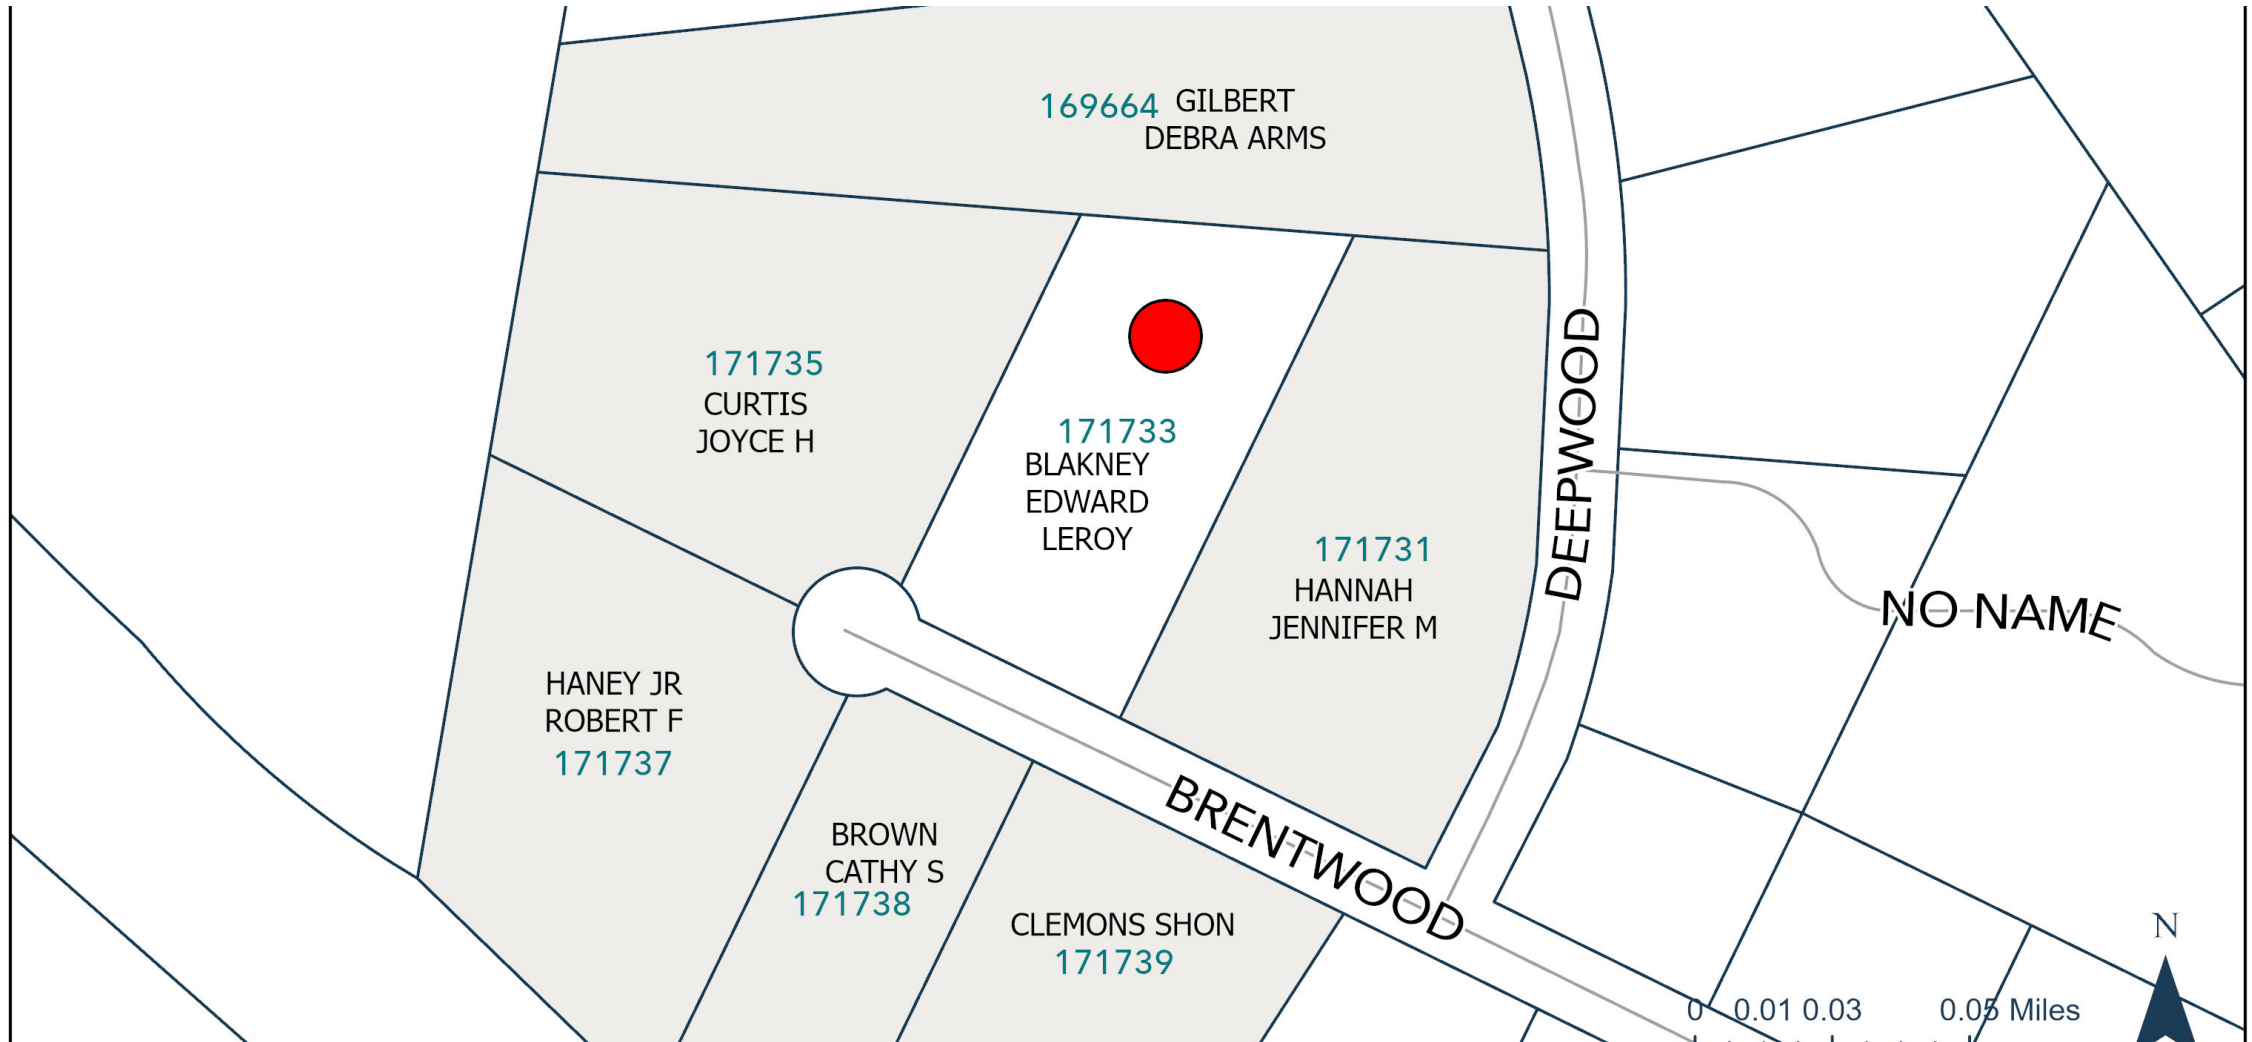 169664 GILBERT
DEBRA ARMS
171735
CURTIS
JOYCE H
171733
BLAKNEY
EDWARD
LEROY
171731
HANNAH
JENNIFER M
DEEPWOOD
NO NAME
HANEY JR
ROBERT F
171737
BROWN
CATHY S
171738
CLEMONS SHON
171739
BRENTWOOD
N
0 0.01 0.03 0.05 Miles